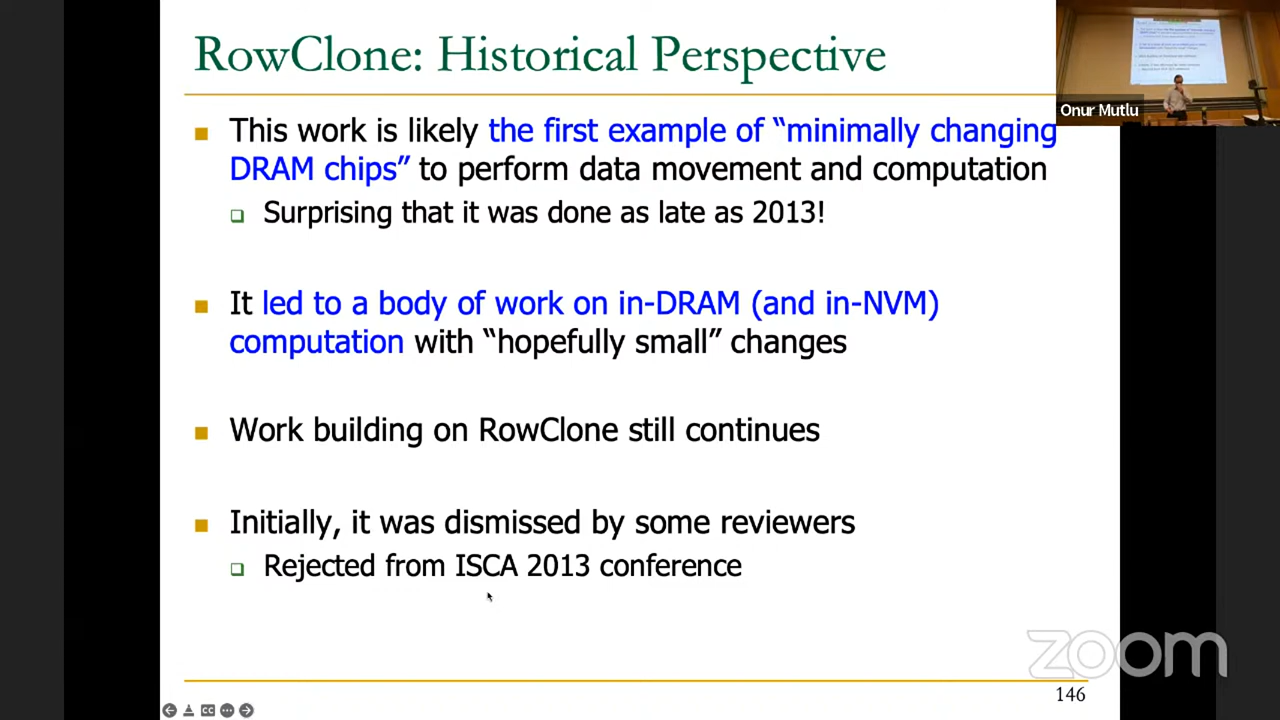 RowClone: Historical Perspective
Onur Mutlu
This work is likely the first example of “minimally changing
DRAM chips” to perform data movement and computation
Surprising that it was done as late as 2013!
It led to a body of work on in-DRAM (and in-NVM)
computation with “hopefully small” changes
Work building on RowClone still continues
Initially, it was dismissed by some reviewers
Rejected from ISCA 2013 conference
zoom
146